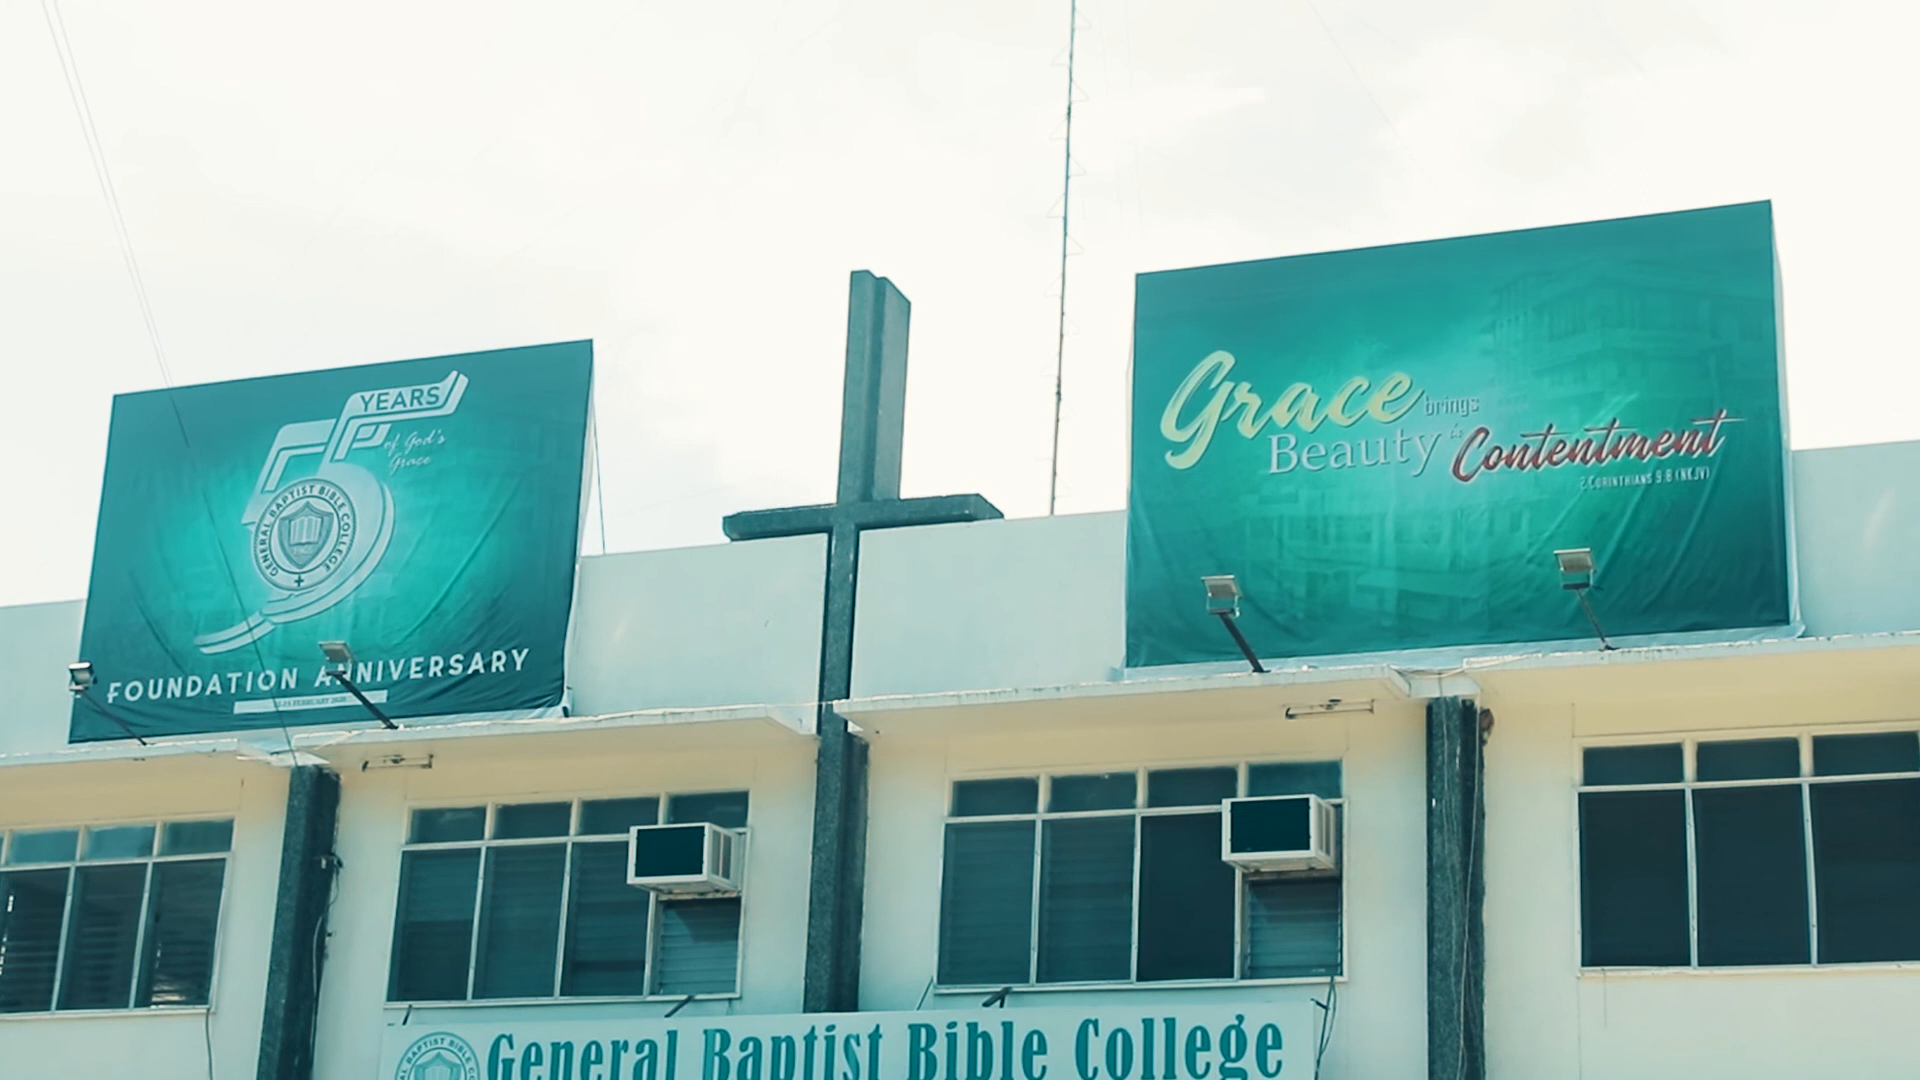 YEARS
of God's
Grace
55
GENERAL BAPTIST BIBLE COLLEGE
FOUNDATION ANNIVERSARY
Grace brings
Beauty in Contentment
2 CORINTHIANS 9:8 (NKJV)
General Baptist Bible College